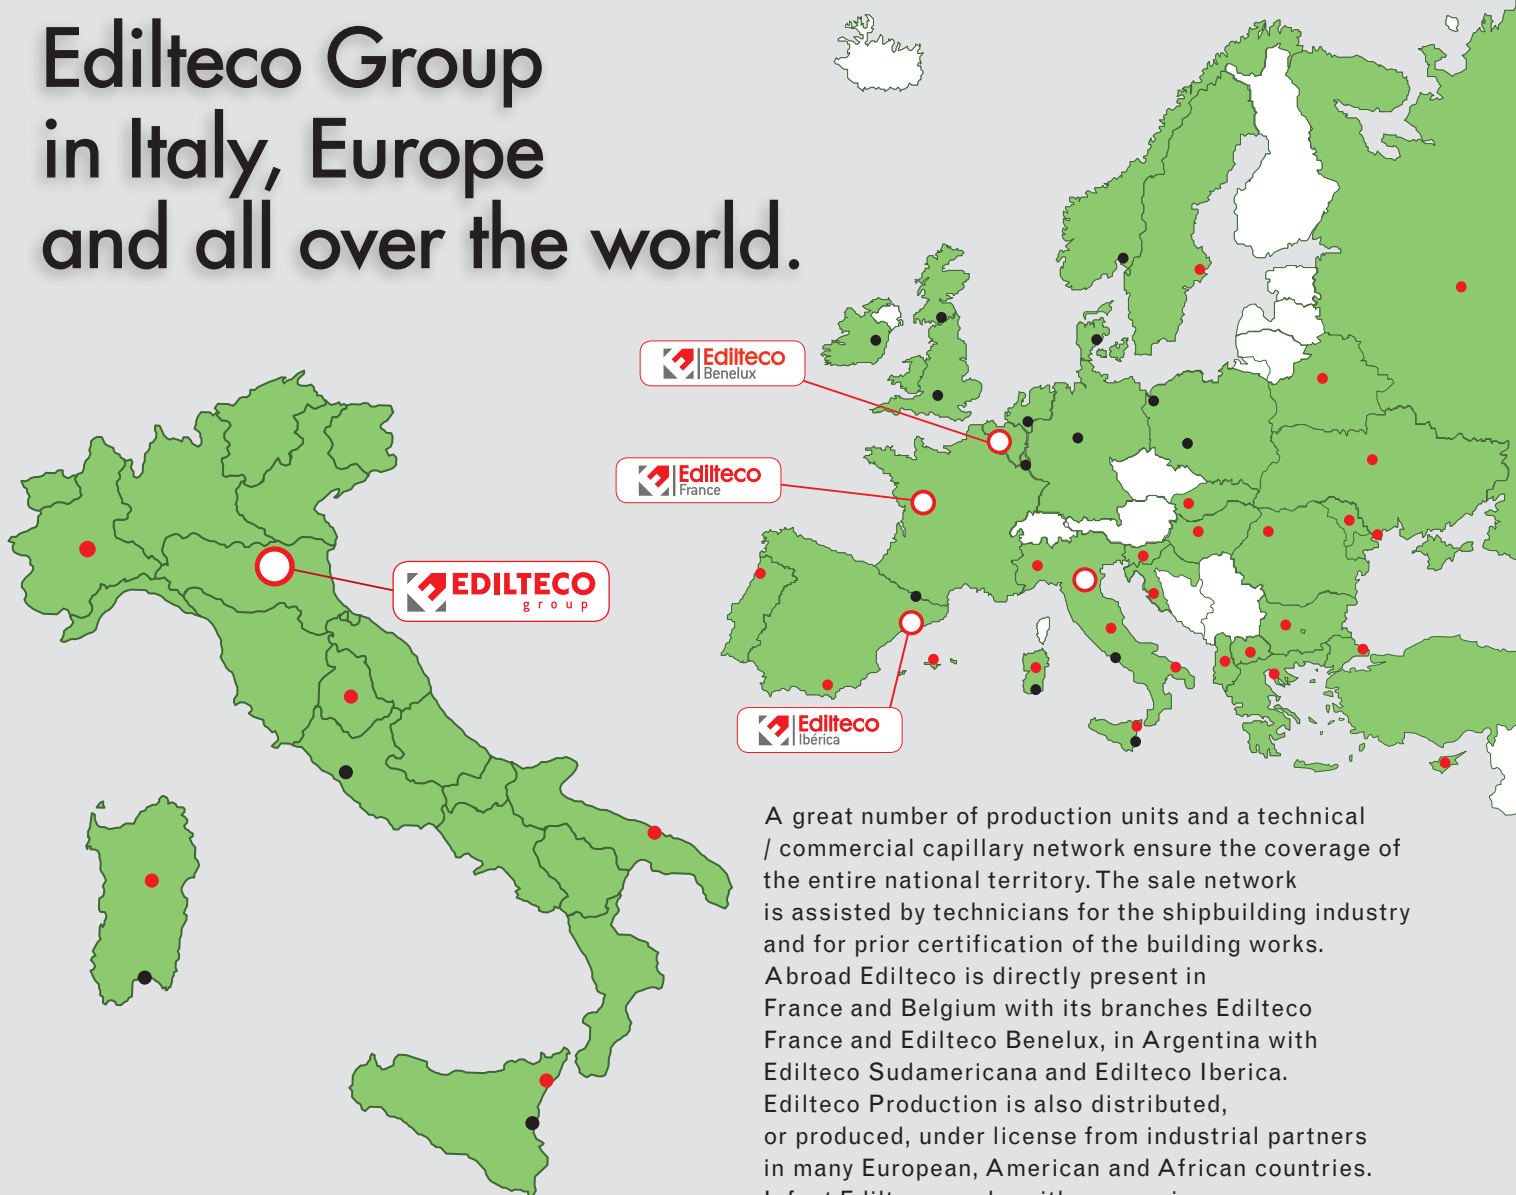 Edilteco Group
in Italy, Europe
and all over the world.
Edilteco
Benelux
Edilteco
France
EDILTECO
group
Edilteco
Ibérica
A great number of production units and a technical
/ commercial capillary network ensure the coverage of
the entire national territory. The sale network
is assisted by technicians for the shipbuilding industry
and for prior certification of the building works.
Abroad Edilteco is directly present in
France and Belgium with its branches Edilteco
France and Edilteco Benelux, in Argentina with
Edilteco Sudamericana and Edilteco Iberica.
Edilteco Production is also distributed,
or produced, under license from industrial partners
in many European, American and African countries.